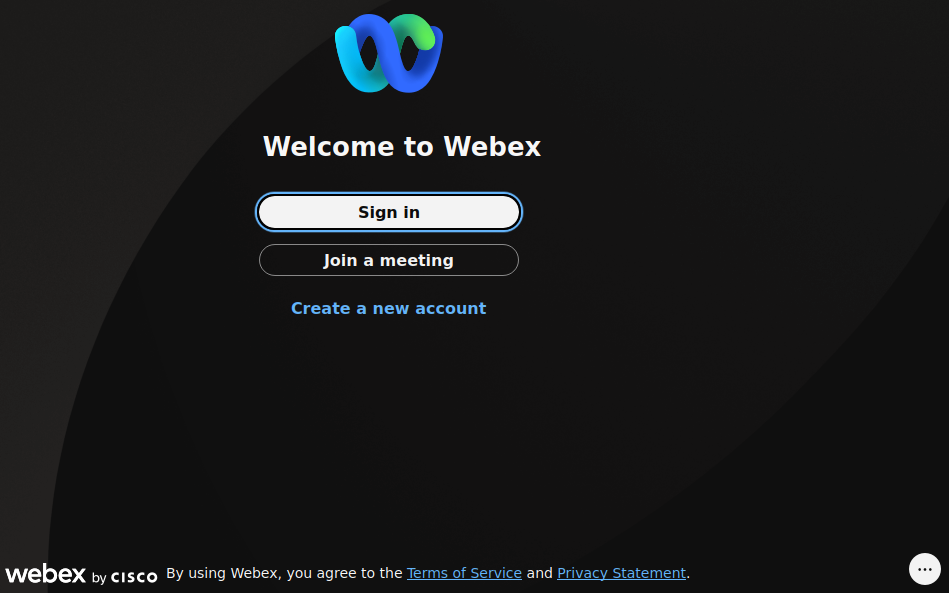 Welcome to Webex
Sign in
Join a meeting
Create a new account
webex by CISCO By using Webex, you agree to the Terms of Service and Privacy Statement.